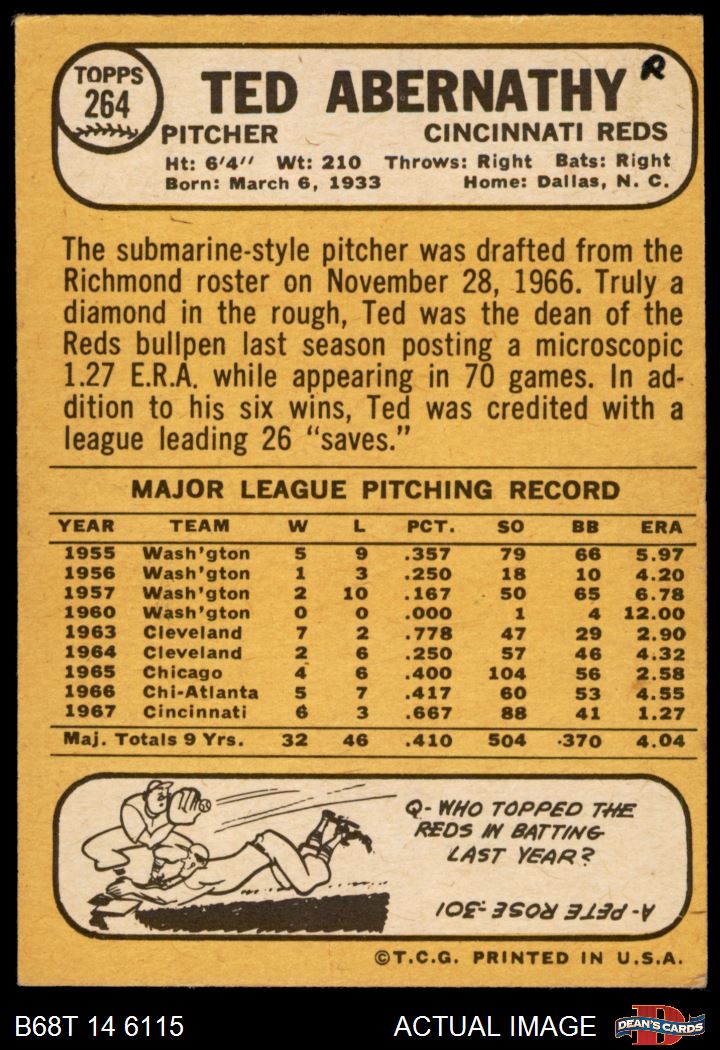 TOPPS
264
TED ABERNATHY R
PITCHER CINCINNATI REDS
Ht: 6'4" Wt: 210 Throws: Right Bats: Right
Born: March 6, 1933 Home: Dallas, N. C.
The submarine-style pitcher was drafted from the
Richmond roster on November 28, 1966. Truly a
diamond in the rough, Ted was the dean of the
Reds bullpen last season posting a microscopic
1.27 E.R.A. while appearing in 70 games. In ad-
dition to his six wins, Ted was credited with a
league leading 26 "saves."
MAJOR LEAGUE PITCHING RECORD
YEAR TEAM W L PCT. SO BB ERA
1955 Wash'gton 5 9 .357 79 66 5.97
1956 Wash'gton 1 3 .250 18 10 4.20
1957 Wash'gton 2 10 .167 50 65 6.78
1960 Wash'gton 0 0 .000 1 4 12.00
1963 Cleveland 7 2 .778 47 29 2.90
1964 Cleveland 2 6 .250 57 46 4.32
1965 Chicago 4 6 .400 104 56 2.58
1966 Chi-Atlanta 5 7 .417 60 53 4.55
1967 Cincinnati 6 3 .667 88 41 1.27
Maj. Totals 9 Yrs. 32 46 .410 504 370 4.04
Q- WHO TOPPED THE
REDS IN BATTING
LAST YEAR?
A- PETE ROSE-.301
©T.C.G. PRINTED IN U.S.A.
B68T 14 6115 ACTUAL IMAGE D DEAN'S CARDS